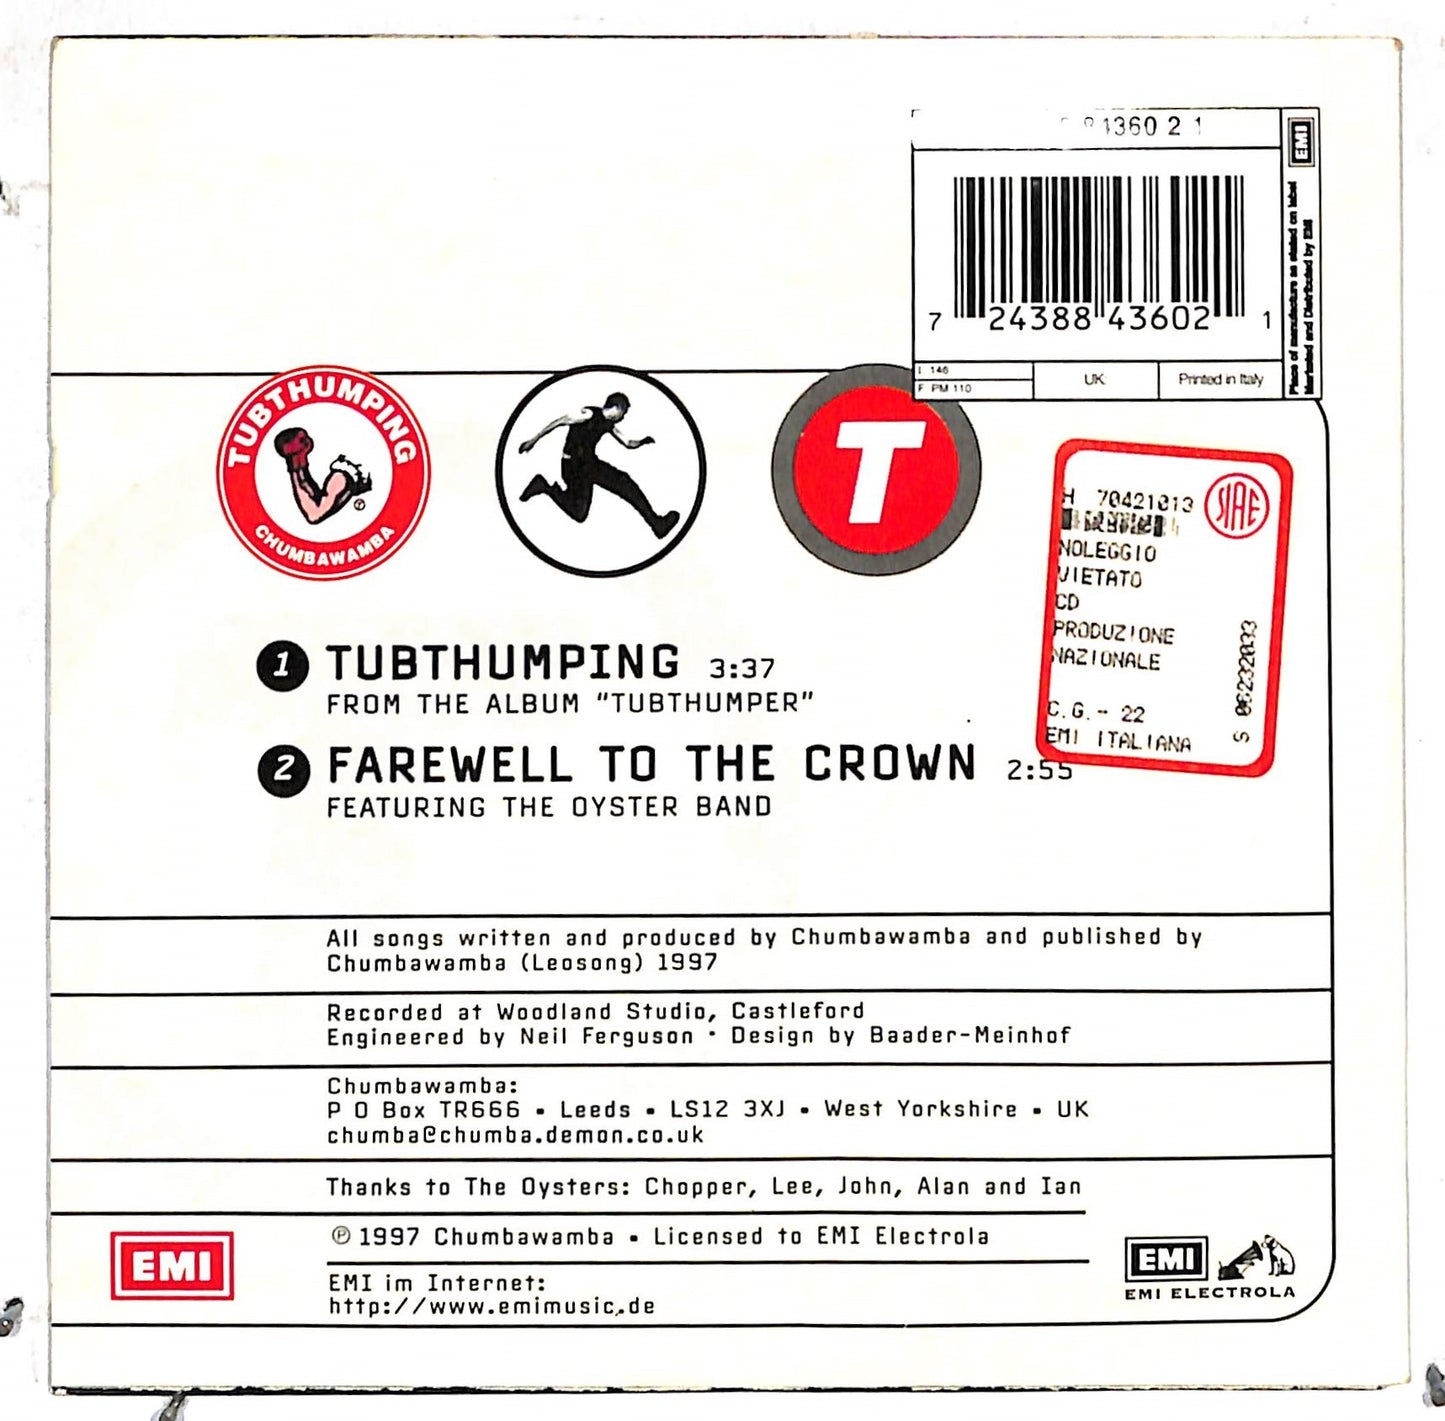 4360 2 1
EMI
Place of manufacture as stated on label
Marketed and Distributed by EMI
7 24388 43602 1
I: 146
F: PM 110
UK
Printed in Italy
TUBTHUMPING
CHUMBAWAMBA
T
H 70421013
SIAE
NOLEGGIO
VIETATO
CD
PRODUZIONE
NAZIONALE
C.G.- 22
EMI ITALIANA
1 TUBTHUMPING 3:37
FROM THE ALBUM "TUBTHUMPER"
2 FAREWELL TO THE CROWN 2:55
FEATURING THE OYSTER BAND
All songs written and produced by Chumbawamba and published by
Chumbawamba (Leosong) 1997
Recorded at Woodland Studio, Castleford
Engineered by Neil Ferguson · Design by Baader-Meinhof
Chumbawamba:
P O Box TR666 ▪ Leeds ▪ LS12 3XJ ▪ West Yorkshire ▪ UK
chumba@chumba.demon.co.uk
Thanks to The Oysters: Chopper, Lee, John, Alan and Ian
℗ 1997 Chumbawamba ▪ Licensed to EMI Electrola
EMI im Internet:
http://www.emimusic.de
EMI
EMI
EMI ELECTROLA